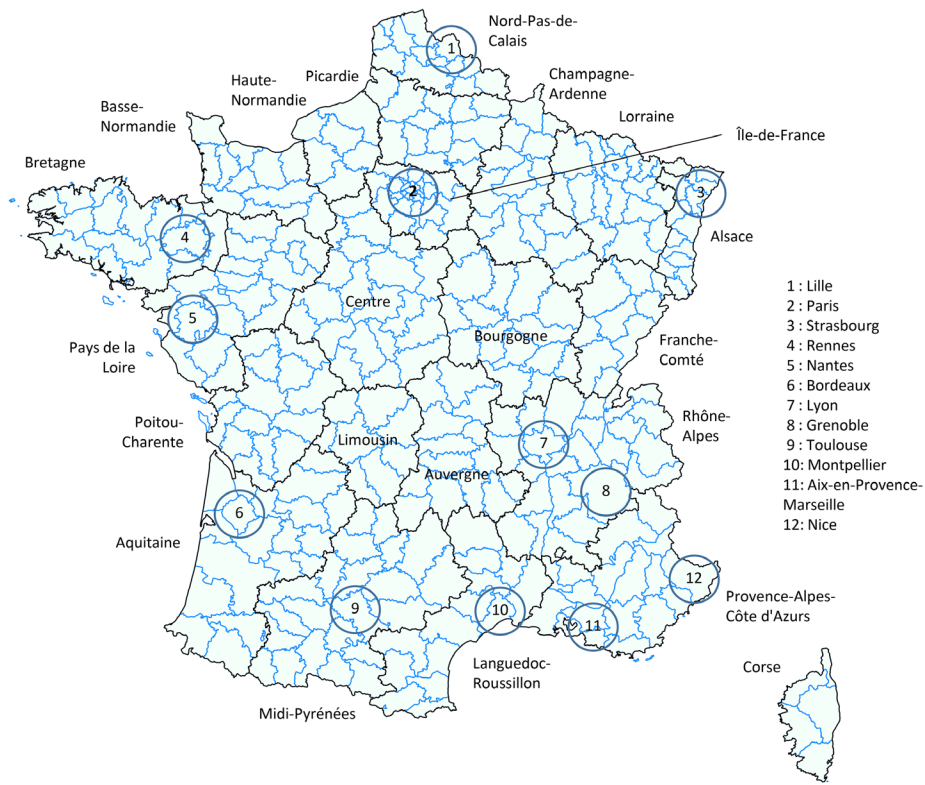 Nord-Pas-de-
Calais
1
Picardie
Haute-
Normandie
Champagne-
Ardenne
Basse-
Normandie
Lorraine
Île-de-France
Bretagne
2
3
4
Alsace
1 : Lille
2 : Paris
3 : Strasbourg
4 : Rennes
5 : Nantes
6 : Bordeaux
7 : Lyon
8 : Grenoble
9 : Toulouse
10: Montpellier
11: Aix-en-Provence-
Marseille
12: Nice
Centre
5
Bourgogne
Pays de la
Loire
Franche-
Comté
Poitou-
Charente
Rhône-
Alpes
Limousin
7
Auvergne
8
6
Aquitaine
12
9
10
11
Provence-Alpes-
Côte d'Azurs
Languedoc-
Roussillon
Corse
Midi-Pyrénées